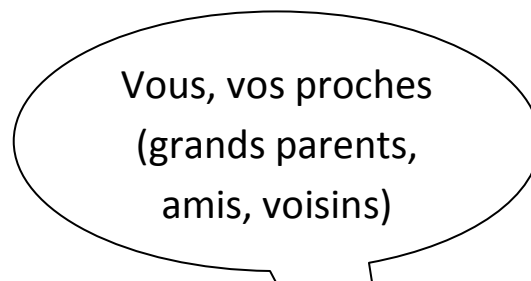 Vous, vos proches
(grands parents,
amis, voisins)